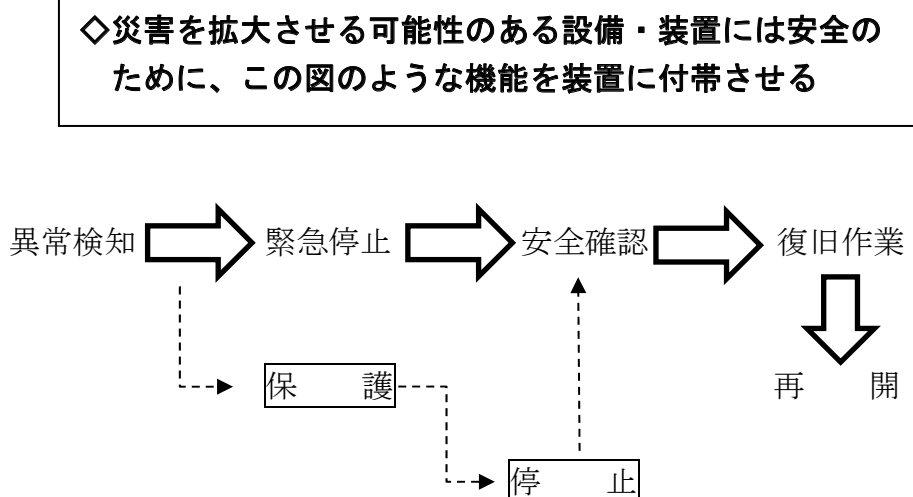 ◇災害を拡大させる可能性のある設備・装置には安全の
ために、この図のような機能を装置に付帯させる
異常検知
緊急停止
安全確認
復旧作業
保　護
再　開
停　止